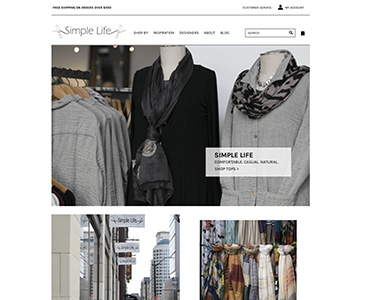 FREE SHIPPING ON ORDERS OVER $200
CUSTOMER SERVICE
MY ACCOUNT
Simple Life
SHOP BY
INSPIRATION
DESIGNERS
ABOUT
BLOG
SEARCH
SIMPLE LIFE
COMFORTABLE. CASUAL. NATURAL.
SHOP TOPS >
Simple Life